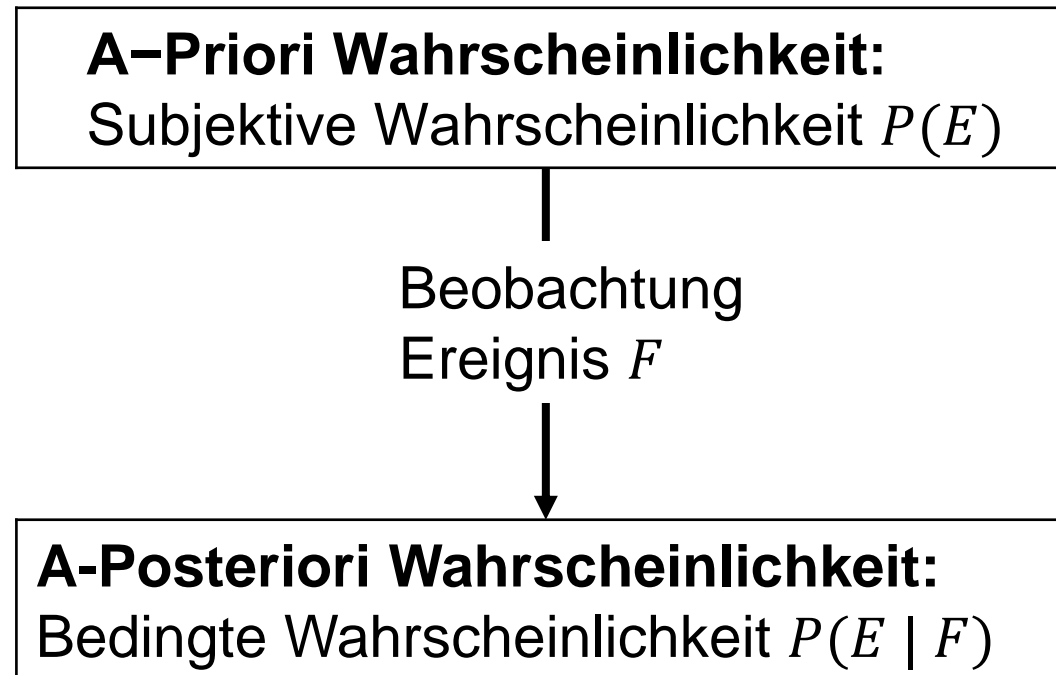 A−Priori Wahrscheinlichkeit:
Subjektive Wahrscheinlichkeit P(E)
Beobachtung
Ereignis F
A-Posteriori Wahrscheinlichkeit:
Bedingte Wahrscheinlichkeit P(E | F)